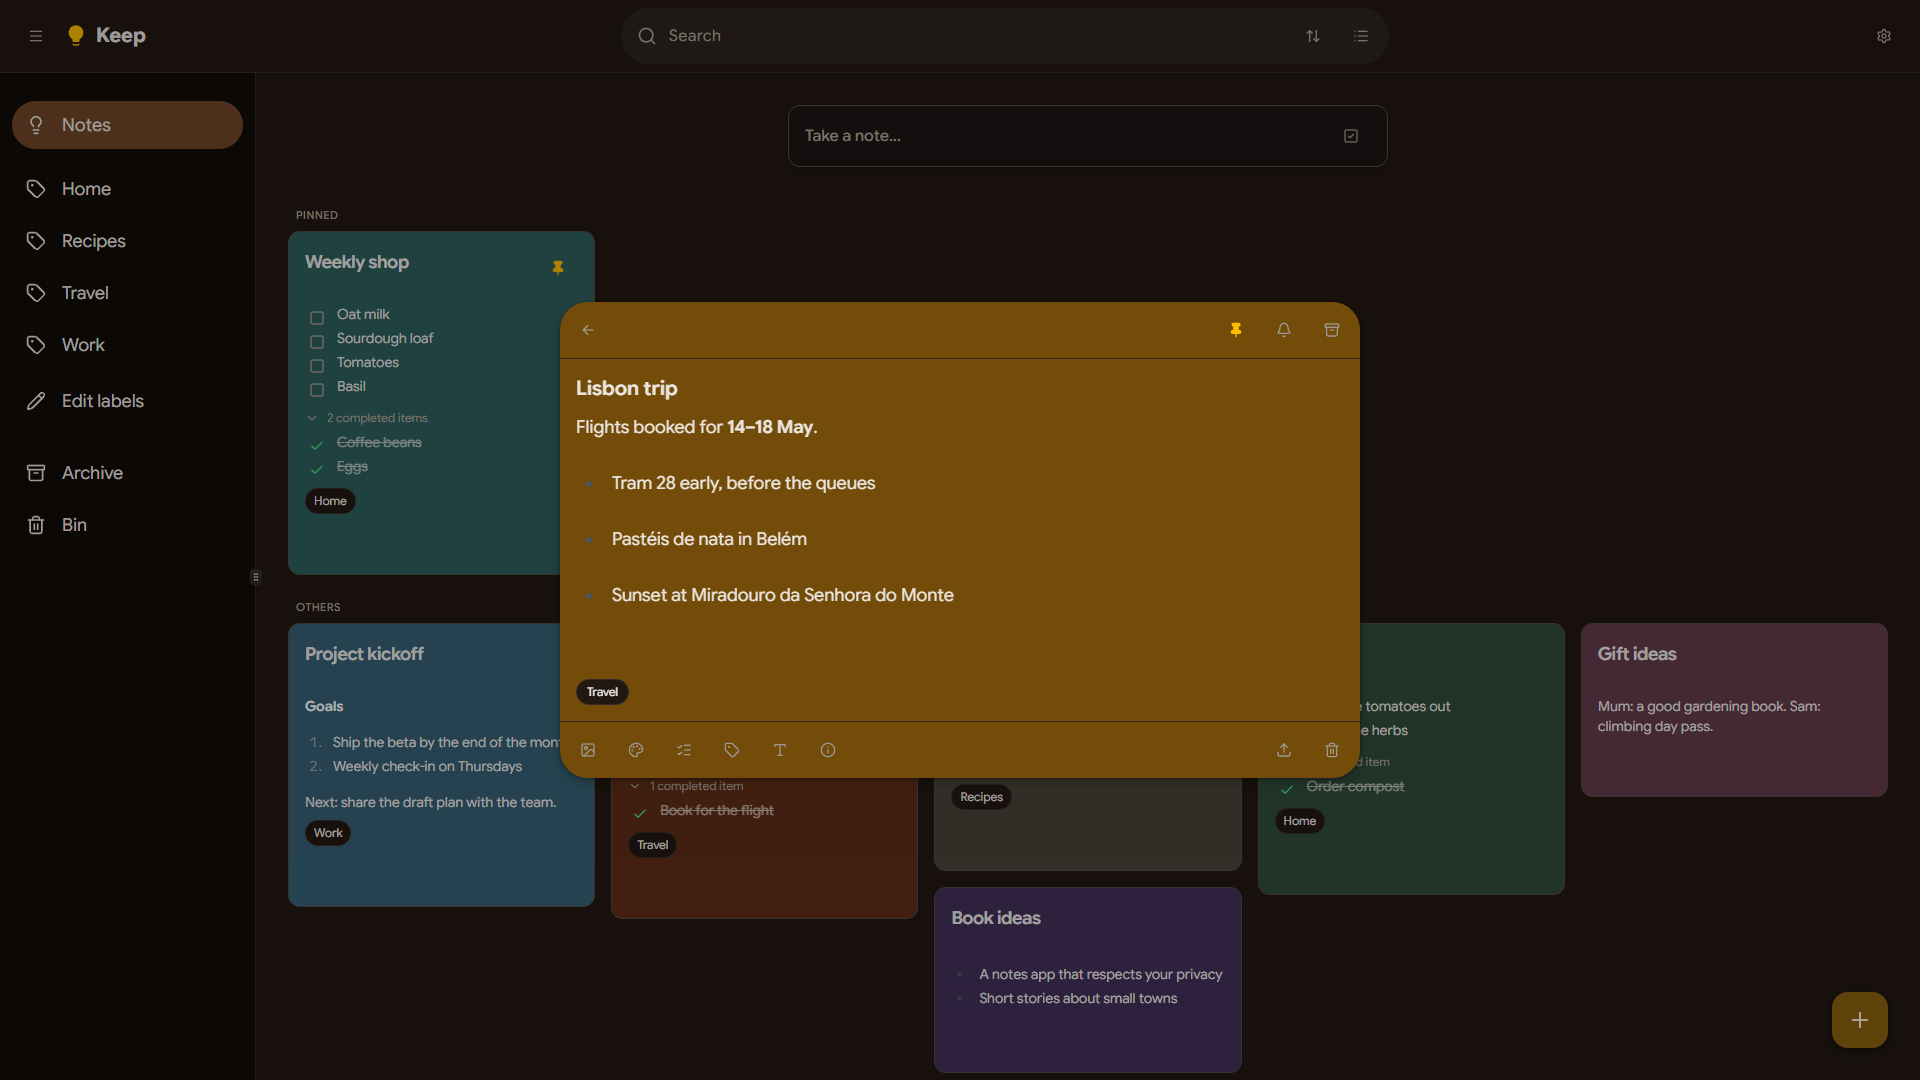 Keep
Search
Notes
Home
Recipes
Travel
Work
Edit labels
Archive
Bin
Take a note...
PINNED
Weekly shop
Oat milk
Sourdough loaf
Tomatoes
Basil
2 completed items
Coffee beans
Eggs
Home
Lisbon trip
Flights booked for 14–18 May.
Tram 28 early, before the queues
Pastéis de nata in Belém
Sunset at Miradouro da Senhora do Monte
Travel
OTHERS
Project kickoff
Goals
1. Ship the beta by the end of the
2. Weekly check-in on Thursdays
Next: share the draft plan with the team.
Work
1 completed item
Book for the flight
Travel
Recipes
Book ideas
A notes app that respects your privacy
Short stories about small towns
tomatoes out
herbs
item
Order compost
Home
Gift ideas
Mum: a good gardening book. Sam:
climbing day pass.